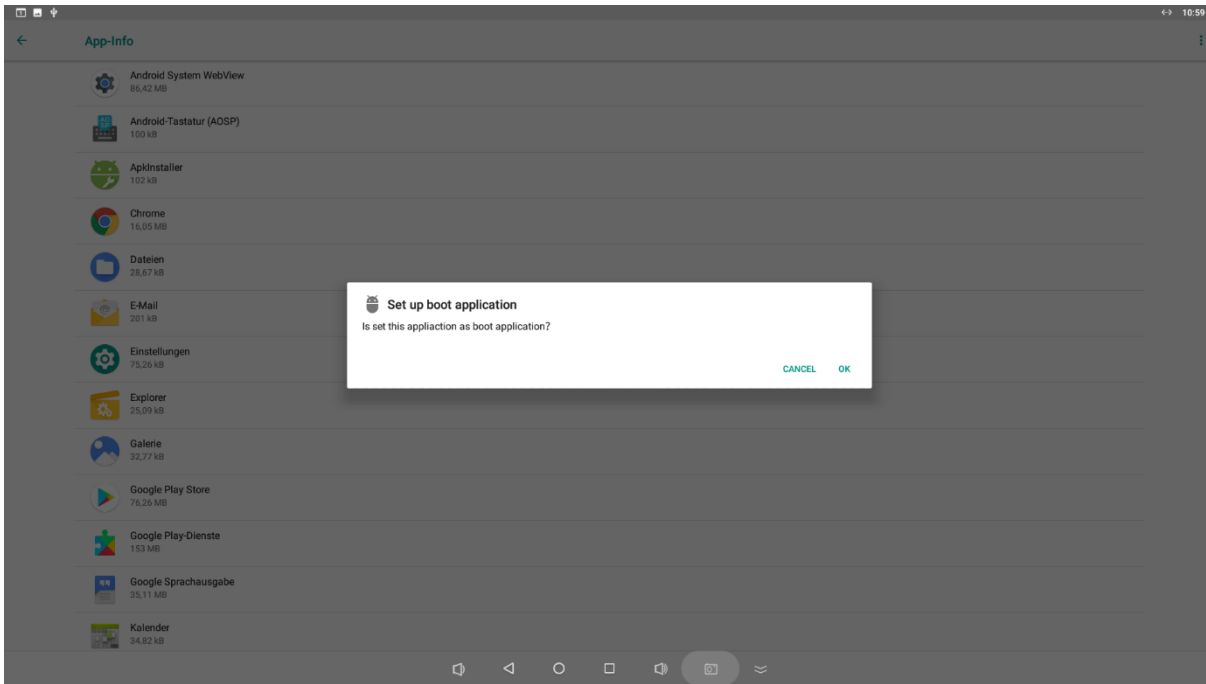 10:59
App-Info
Android System WebView
86,42 MB
Android-Tastatur (AOSP)
100 kB
ApkInstaller
102 kB
Chrome
16,05 MB
Dateien
28,67 kB
E-Mail
201 kB
Einstellungen
75,26 kB
Explorer
25,09 kB
Galerie
32,77 kB
Google Play Store
76,26 MB
Google Play-Dienste
153 MB
Google Sprachausgabe
35,11 MB
Kalender
34,82 kB
Set up boot application
Is set this appliaction as boot application?
CANCEL OK